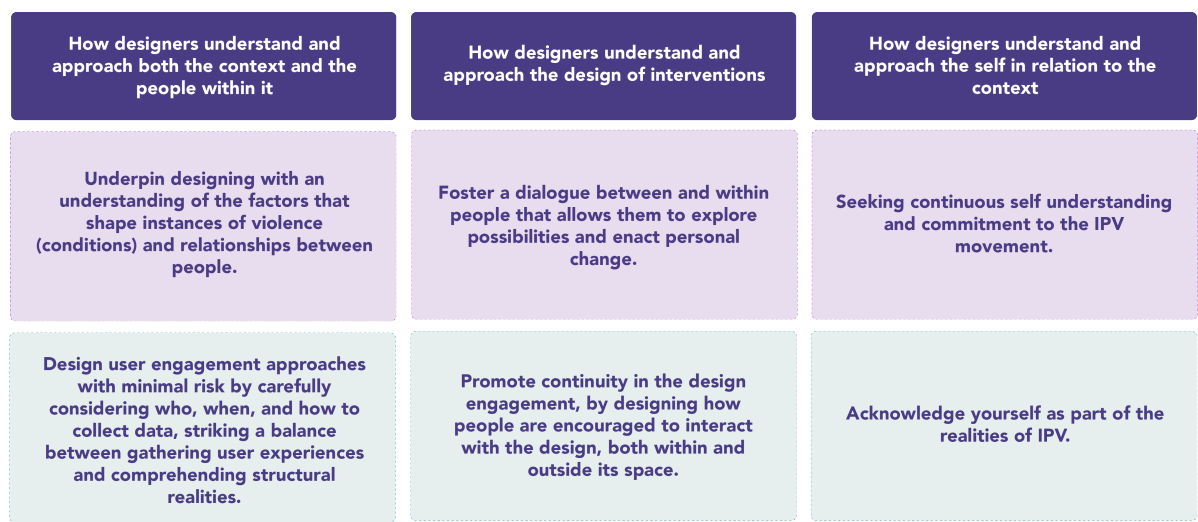 How designers understand and
approach both the context and the
people within it
How designers understand and
approach the design of interventions
How designers understand and
approach the self in relation to the
context
Underpin designing with an
understanding of the factors that
shape instances of violence
(conditions) and relationships between
people.
Foster a dialogue between and within
people that allows them to explore
possibilities and enact personal
change.
Seeking continuous self understanding
and commitment to the IPV
movement.
Design user engagement approaches
with minimal risk by carefully
considering who, when, and how to
collect data, striking a balance
between gathering user experiences
and comprehending structural
realities.
Promote continuity in the design
engagement, by designing how
people are encouraged to interact
with the design, both within and
outside its space.
Acknowledge yourself as part of the
realities of IPV.